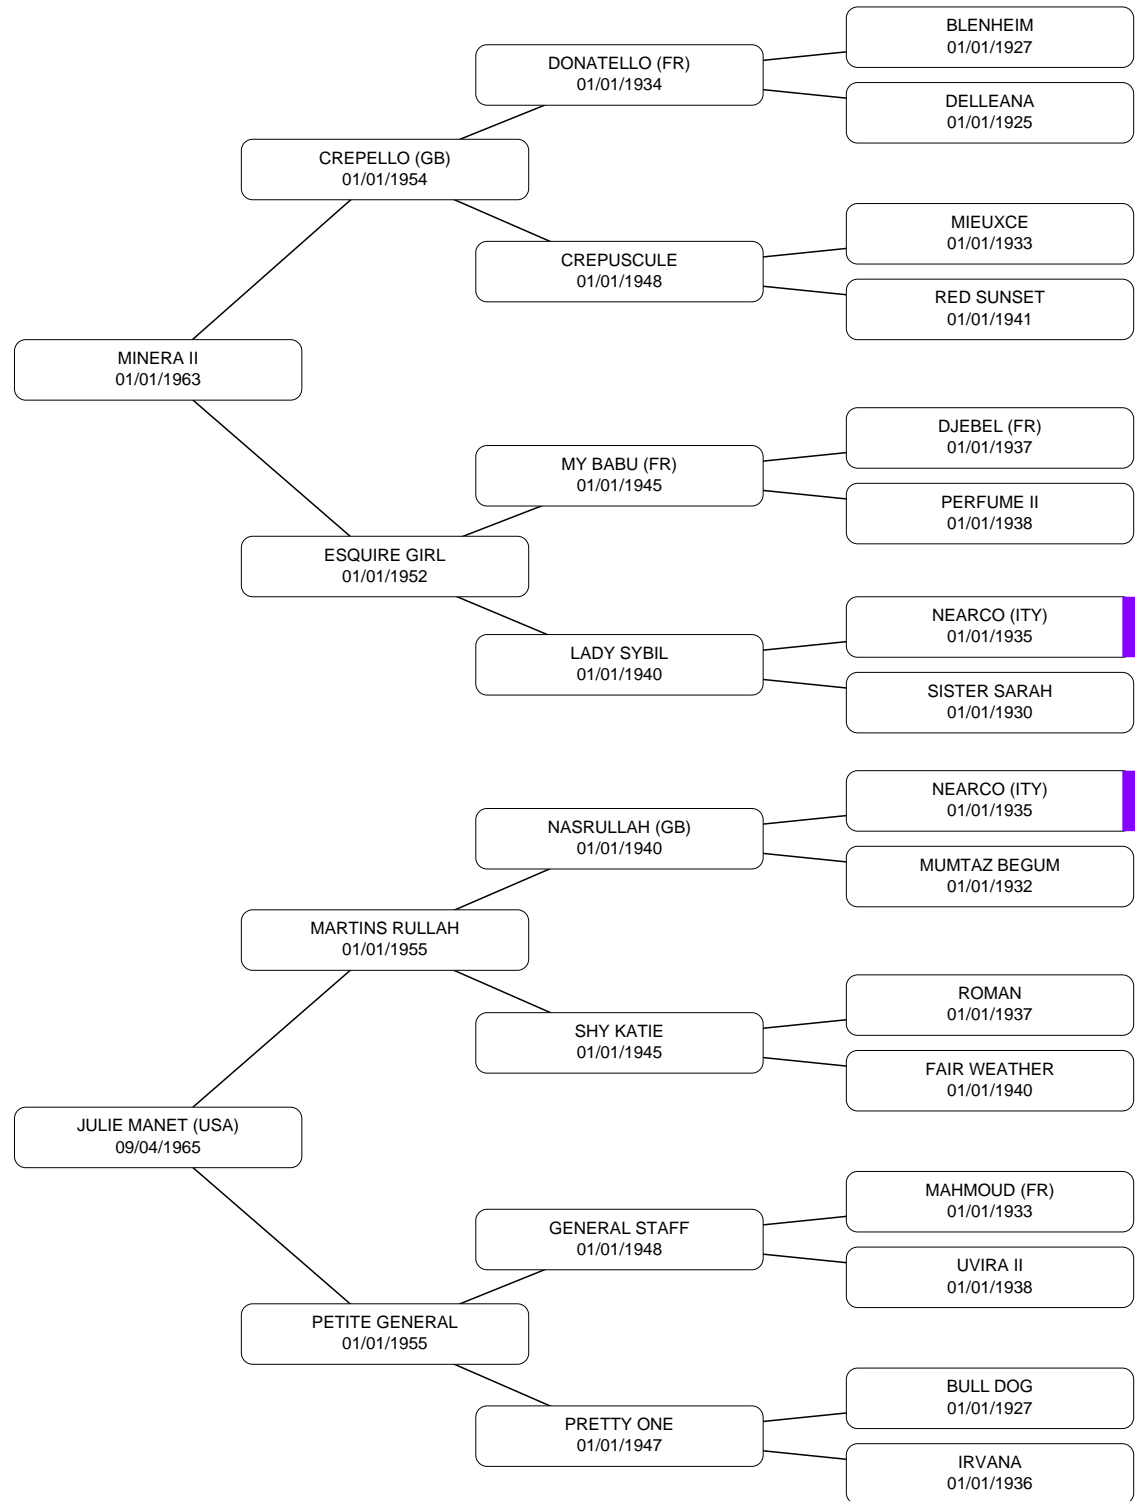 BLENHEIM
01/01/1927
DONATELLO (FR)
01/01/1934
DELLEANA
01/01/1925
CREPELLO (GB)
01/01/1954
MIEUXCE
01/01/1933
CREPUSCULE
01/01/1948
RED SUNSET
01/01/1941
MINERA II
01/01/1963
DJEBEL (FR)
01/01/1937
MY BABU (FR)
01/01/1945
PERFUME II
01/01/1938
ESQUIRE GIRL
01/01/1952
NEARCO (ITY)
01/01/1935
LADY SYBIL
01/01/1940
SISTER SARAH
01/01/1930
NEARCO (ITY)
01/01/1935
NASRULLAH (GB)
01/01/1940
MUMTAZ BEGUM
01/01/1932
MARTINS RULLAH
01/01/1955
ROMAN
01/01/1937
SHY KATIE
01/01/1945
FAIR WEATHER
01/01/1940
JULIE MANET (USA)
09/04/1965
MAHMOUD (FR)
01/01/1933
GENERAL STAFF
01/01/1948
UVIRA II
01/01/1938
PETITE GENERAL
01/01/1955
BULL DOG
01/01/1927
PRETTY ONE
01/01/1947
IRVANA
01/01/1936